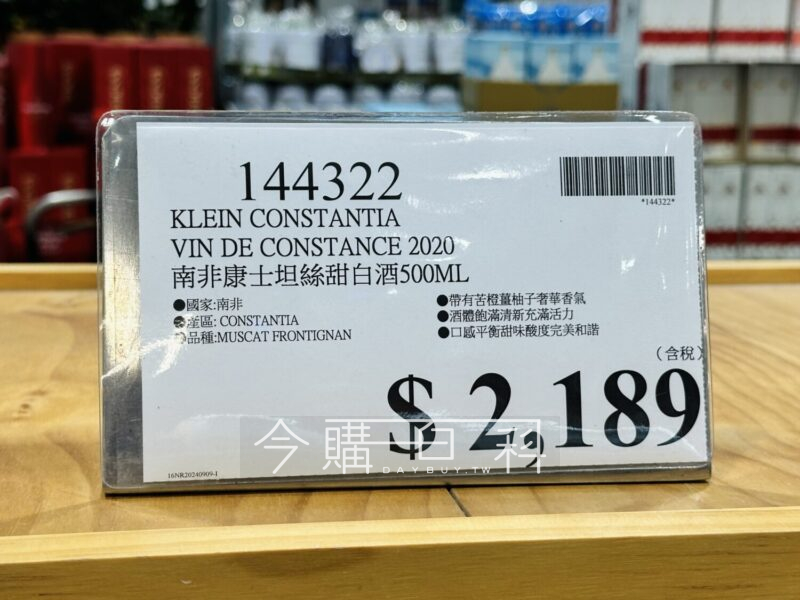 144322
*144322*
KLEIN CONSTANTIA
VIN DE CONSTANCE 2020
南非康士坦絲甜白酒500ML
●國家:南非
●產區: CONSTANTIA
●品種:MUSCAT FRONTIGNAN
●帶有苦橙薑柚子奢華香氣
●酒體飽滿清新充滿活力
●口感平衡甜味酸度完美和諧
(含稅)
$ 2,189
今購百科
DAYBUY.TW
16NR20240909-1